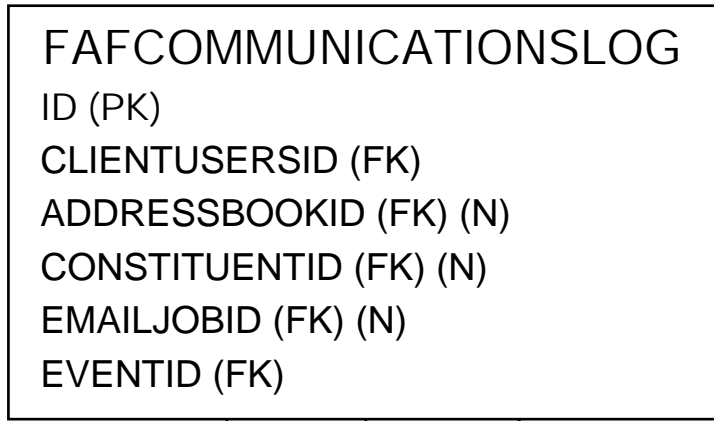 FAFCOMMUNICATIONSLOG
ID (PK)
CLIENTUSERSID (FK)
ADDRESSBOOKID (FK) (N)
CONSTITUENTID (FK) (N)
EMAILJOBID (FK) (N)
EVENTID (FK)